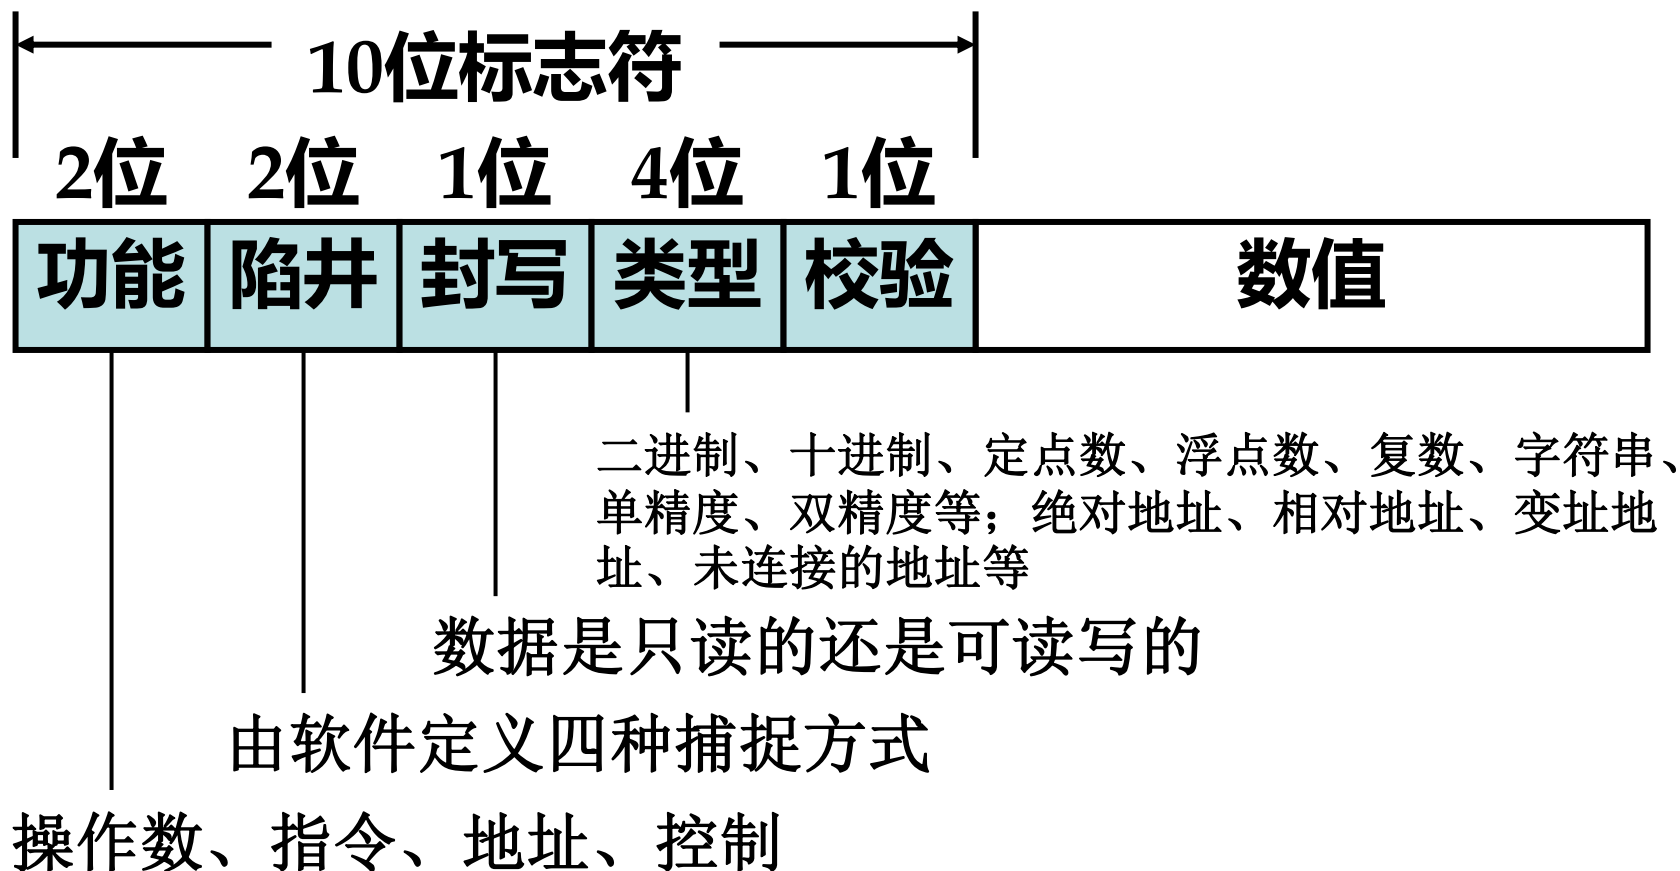 10位标志符
2位 2位 1位 4位 1位
功能 陷井 封写 类型 校验 数值
二进制、十进制、定点数、浮点数、复数、字符串、
单精度、双精度等；绝对地址、相对地址、变址地
址、未连接的地址等
数据是只读的还是可读写的
由软件定义四种捕捉方式
操作数、指令、地址、控制